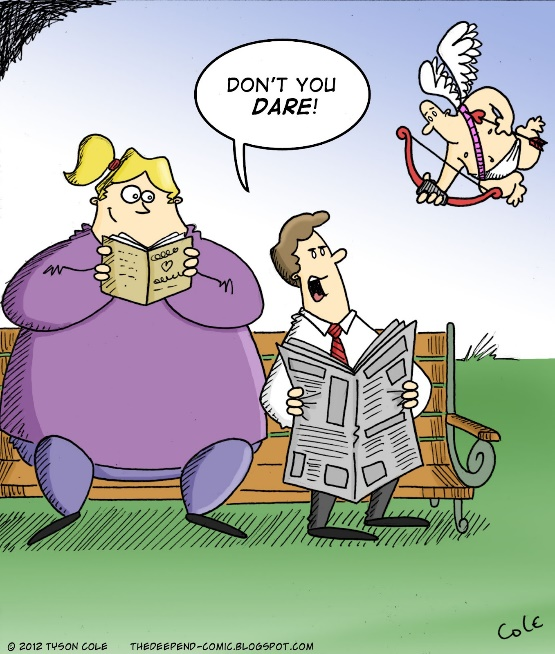 DON'T YOU
DARE!
Cole
© 2012 TYSON COLE THEDEEPEND-COMIC.BLOGSPOT.COM